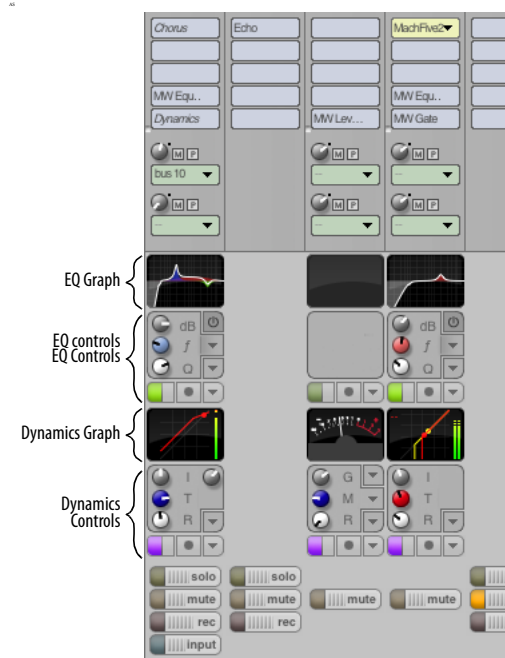 Chorus Echo MachFive2
MW Equ.. MW Equ..
Dynamics MW Lev... MW Gate
M P M P M P
bus 10 --- ---
M P M P M P
--- --- ---
EQ Graph
EQ controls
EQ Controls
dB dB
f f
Q Q
Dynamics Graph
Dynamics
Controls
I G I
T M T
R R R
solo solo
mute mute mute mute
rec rec
input